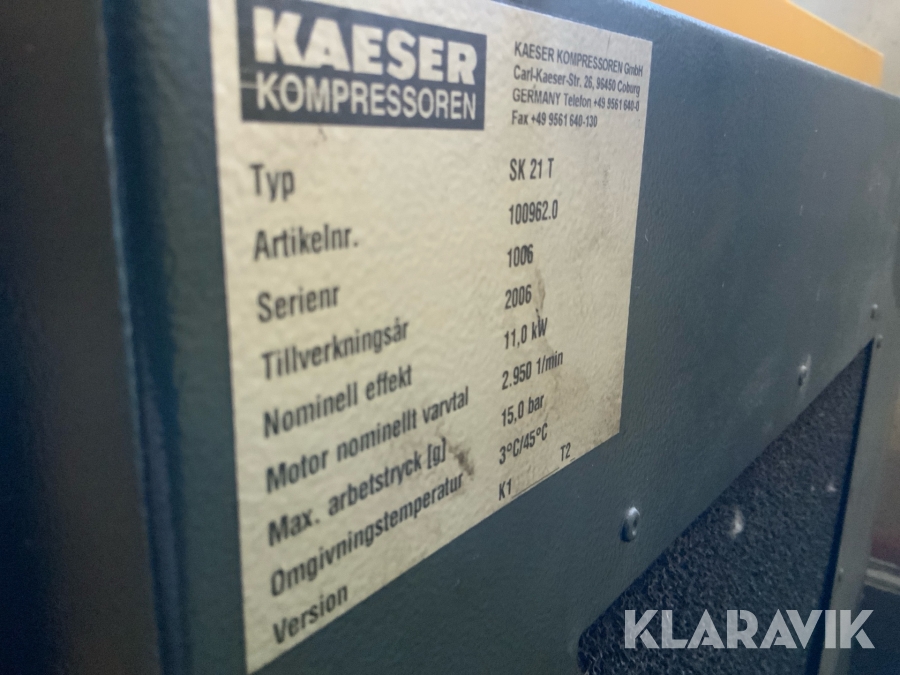 KAESER
KOMPRESSOREN
KAESER KOMPRESSOREN GmbH
Carl-Kaeser-Str. 26, 96450 Coburg
GERMANY Telefon +49 9561 640-0
Fax +49 9561 640-130
Typ SK 21 T
Artikelnr. 100962.0
Serienr 1006
Tillverkningsår 2006
Nominell effekt 11,0 kW
Motor nominellt varvtal 2.950 1/min
Max. arbetstryck [g] 15,0 bar
Omgivningstemperatur 3°C/45°C
Version K1 T2
KLARAVIK